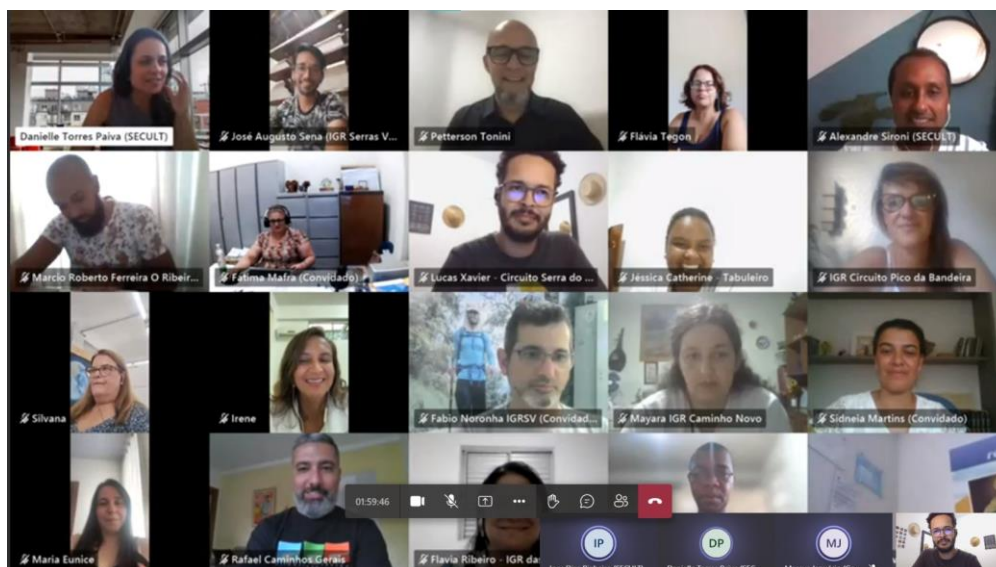 Danielle Torres Paiva (SECULT)
José Augusto Sena (IGR Serras V...
Petterson Tonini
Flávia Tegon
Alexandre Sironi (SECULT)
Marcio Roberto Ferreira O Ribeir...
Fatima Mafra (Convidado)
Lucas Xavier - Circuito Serra do ...
Jéssica Catherine - Tabuleiro
IGR Circuito Pico da Bandeira
Silvana
Irene
Fabio Noronha IGRSV (Convidad...
Mayara IGR Caminho Novo
Sidneia Martins (Convidado)
Maria Eunice
Rafael Caminhos Gerais
Flavia Ribeiro - IGR das
01:59:46
IP
DP
MJ